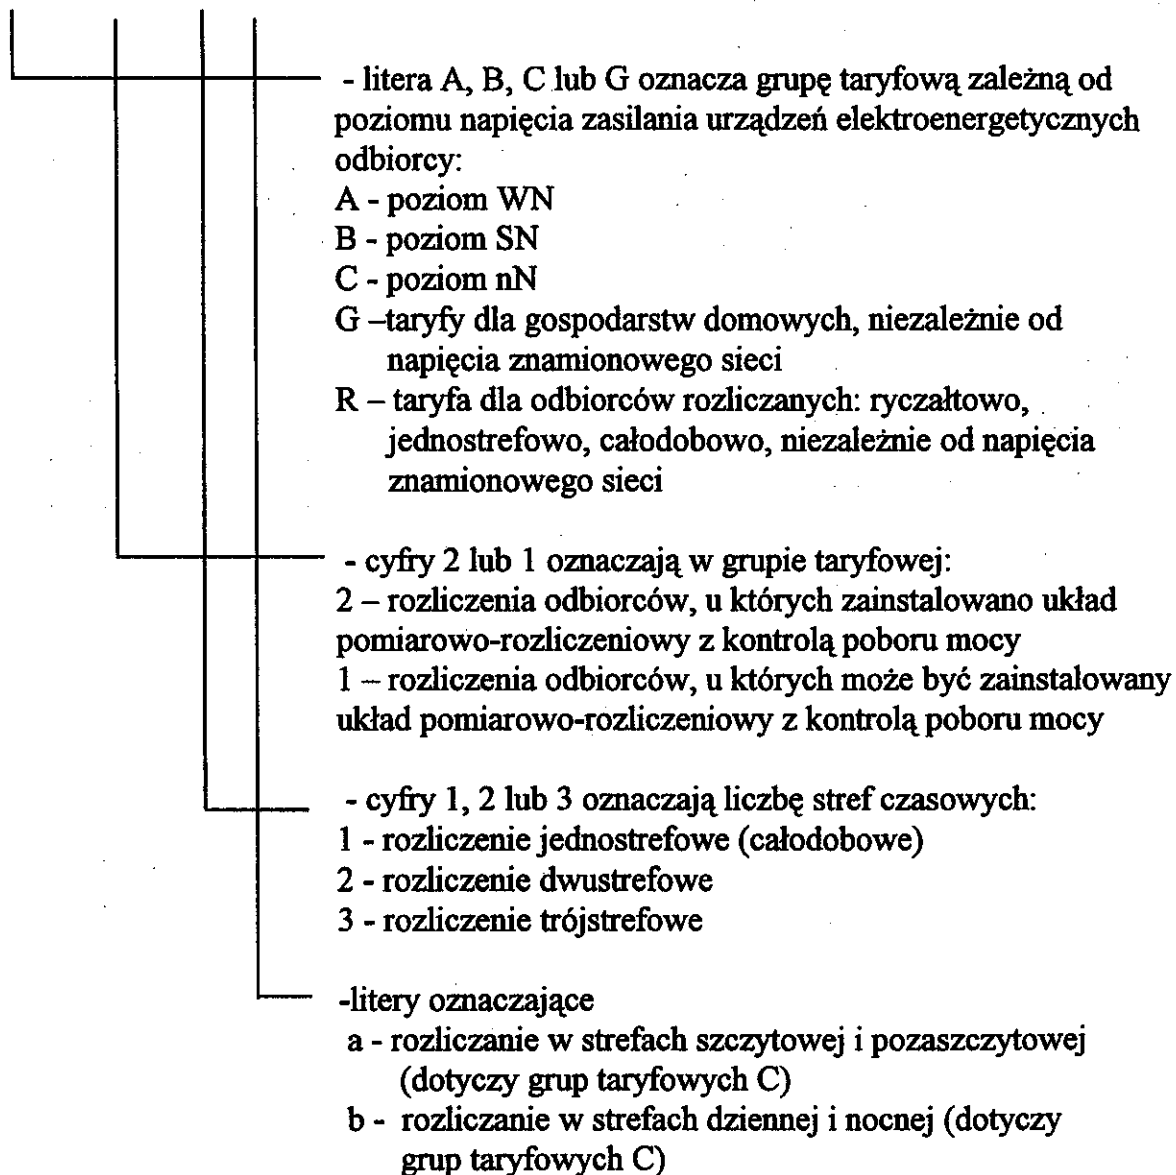 - litera A, B, C lub G oznacza grupę taryfową zależną od
poziomu napięcia zasilania urządzeń elektroenergetycznych
odbiorcy:
A - poziom WN
B - poziom SN
C - poziom nN
G –taryfy dla gospodarstw domowych, niezależnie od
napięcia znamionowego sieci
R – taryfa dla odbiorców rozliczanych: ryczałtowo,
jednostrefowo, całodobowo, niezależnie od napięcia
znamionowego sieci
- cyfry 2 lub 1 oznaczają w grupie taryfowej:
2 – rozliczenia odbiorców, u których zainstalowano układ
pomiarowo-rozliczeniowy z kontrolą poboru mocy
1 – rozliczenia odbiorców, u których może być zainstalowany
układ pomiarowo-rozliczeniowy z kontrolą poboru mocy
- cyfry 1, 2 lub 3 oznaczają liczbę stref czasowych:
1 - rozliczenie jednostrefowe (całodobowe)
2 - rozliczenie dwustrefowe
3 - rozliczenie trójstrefowe
-litery oznaczające
a - rozliczanie w strefach szczytowej i pozaszczytowej
(dotyczy grup taryfowych C)
b - rozliczanie w strefach dziennej i nocnej (dotyczy
grup taryfowych C)